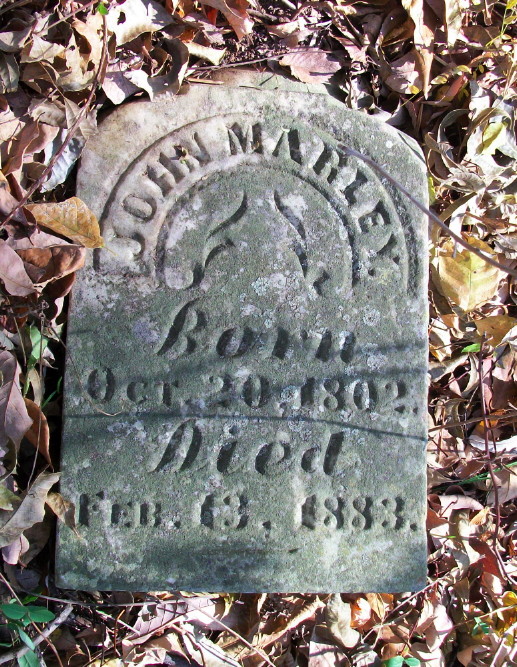 JOHN MARLEY.
Born
OCT. 20, 1802.
Died
FEB. 13, 1883.